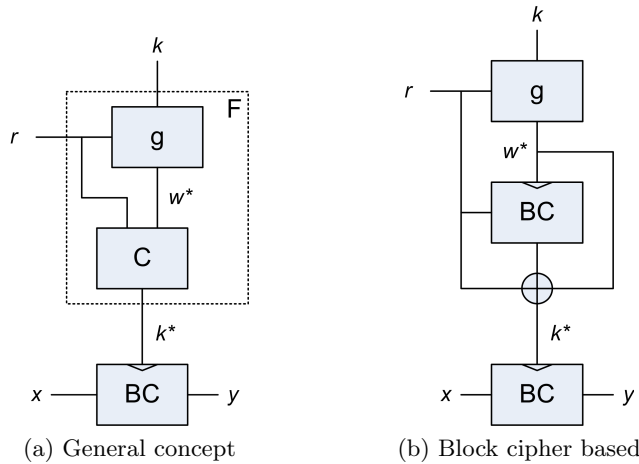 k
F
r
g
w*
C
k*
x
BC
y
(a) General concept
k
r
g
w*
BC
k*
x
BC
y
(b) Block cipher based